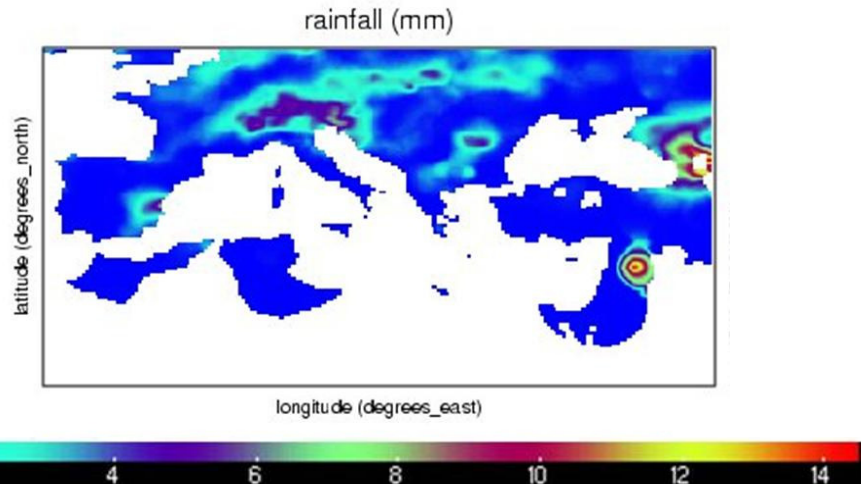 rainfall (mm)
latitude (degrees_north)
longitude (degrees_east)
4 6 8 10 12 14